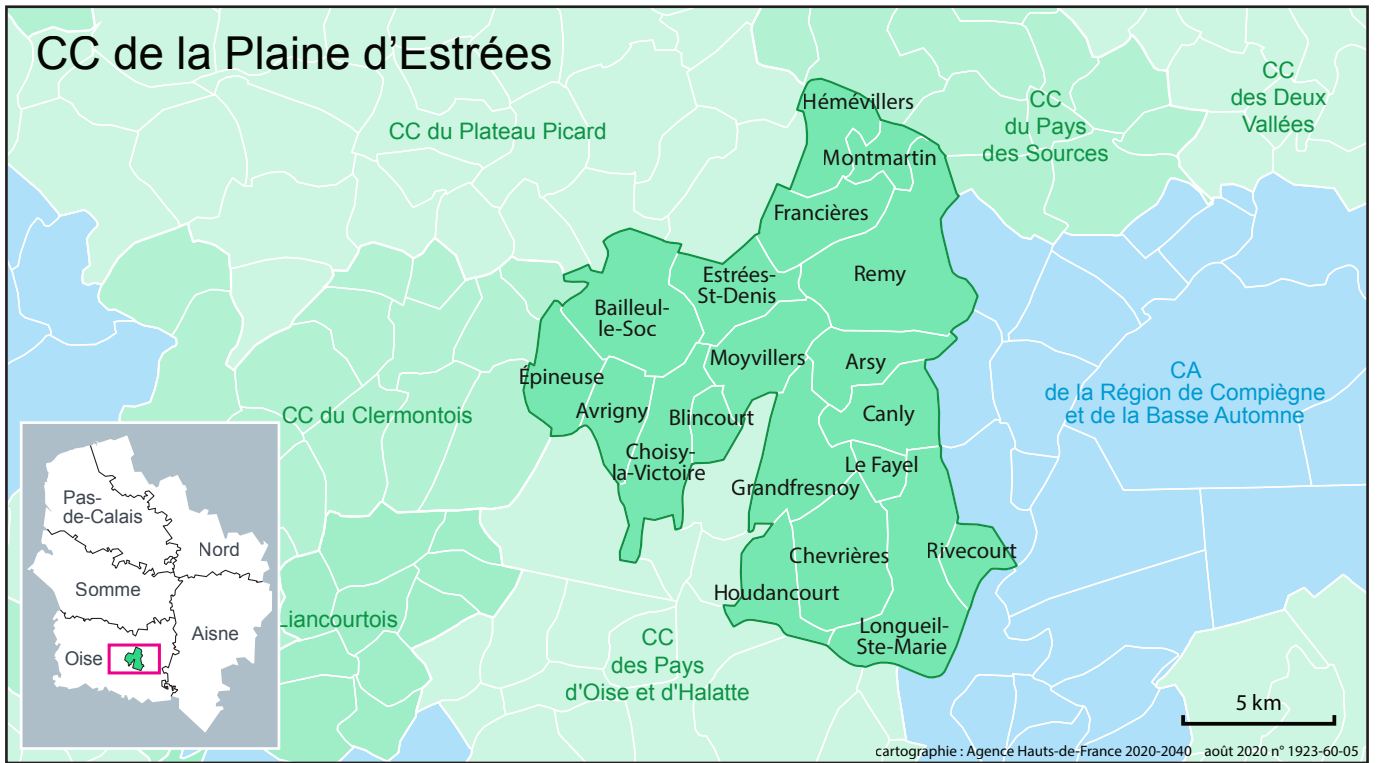 CC de la Plaine d'Estrées
CC du Plateau Picard
CC
du Pays
des Sources
CC
des Deux
Vallées
Hémévillers
Montmartin
Francières
Remy
Estrées-
St-Denis
Bailleul-
le-Soc
Moyvillers
Arsy
Épineuse
Avrigny
Blincourt
Canly
Choisy-
la-Victoire
Le Fayel
Grandfresnoy
Chevrières
Rivecourt
Houdancourt
Longueil-
Ste-Marie
CC du Clermontois
CA
de la Région de Compiègne
et de la Basse Automne
Liancourtois
CC
des Pays
d'Oise et d'Halatte
Pas-
de-Calais
Nord
Somme
Aisne
Oise
5 km
cartographie : Agence Hauts-de-France 2020-2040 août 2020 n° 1923-60-05